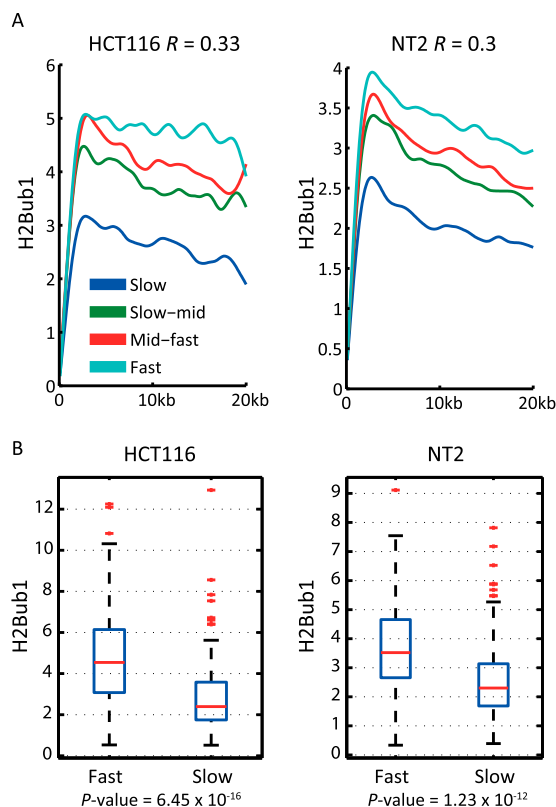 A
HCT116 R = 0.33
NT2 R = 0.3
H2Bub1
6
5
4
3
2
1
0
0
10kb
20kb
Slow
Slow–mid
Mid–fast
Fast
H2Bub1
4
3.5
3
2.5
2
1.5
1
0.5
0
0
10kb
20kb
B
HCT116
NT2
H2Bub1
12
10
8
6
4
2
0
Fast
Slow
P-value = 6.45 x 10-16
H2Bub1
9
8
7
6
5
4
3
2
1
0
Fast
Slow
P-value = 1.23 x 10-12